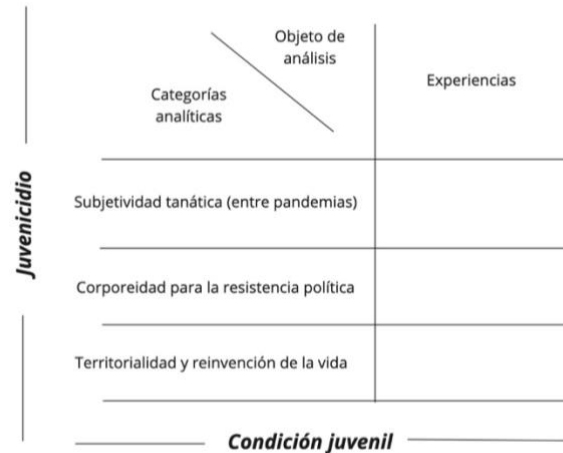 Objeto de
análisis
Categorías
analíticas
Experiencias
Juvenicidio
Subjetividad tanática (entre pandemias)
Corporeidad para la resistencia política
Territorialidad y reinvención de la vida
Condición juvenil